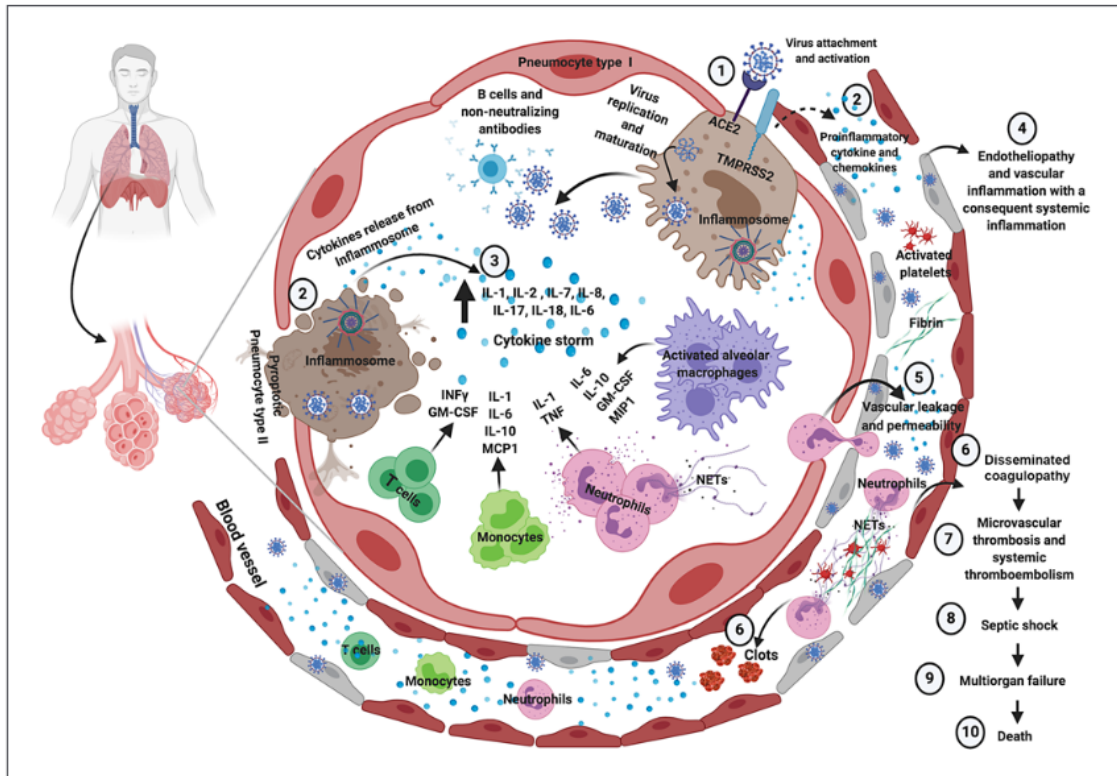 Pneumocyte type I
B cells and
non-neutralizing
antibodies
Virus
replication
and
maturation
1
Virus attachment
and activation
ACE2
TMPRSS2
Inflammosome
2
Proinflammatory
cytokine and
chemokines
4
Endotheliopathy
and vascular
inflammation with a
consequent systemic
inflammation
Activated
platelets
Fibrin
Cytokines release from
Inflammosome
2
Inflammosome
Pyroptotic
Pneumocyte type II
3
IL-1, IL-2 , IL-7, IL-8,
IL-17, IL-18, IL-6
Cytokine storm
Activated alveolar
macrophages
IL-6
IL-10
GM-CSF
MIP1
IL-1
TNF
INFγ
GM-CSF
IL-1
IL-6
IL-10
MCP1
T cells
Monocytes
Neutrophils
NETs
5
Vascular leakage
and permeability
Neutrophils
NETs
6
Clots
Blood vessel
T cells
Monocytes
Neutrophils
6
Disseminated
coagulopathy
7
Microvascular
thrombosis and
systemic
thromboembolism
8
Septic shock
9
Multiorgan failure
10
Death